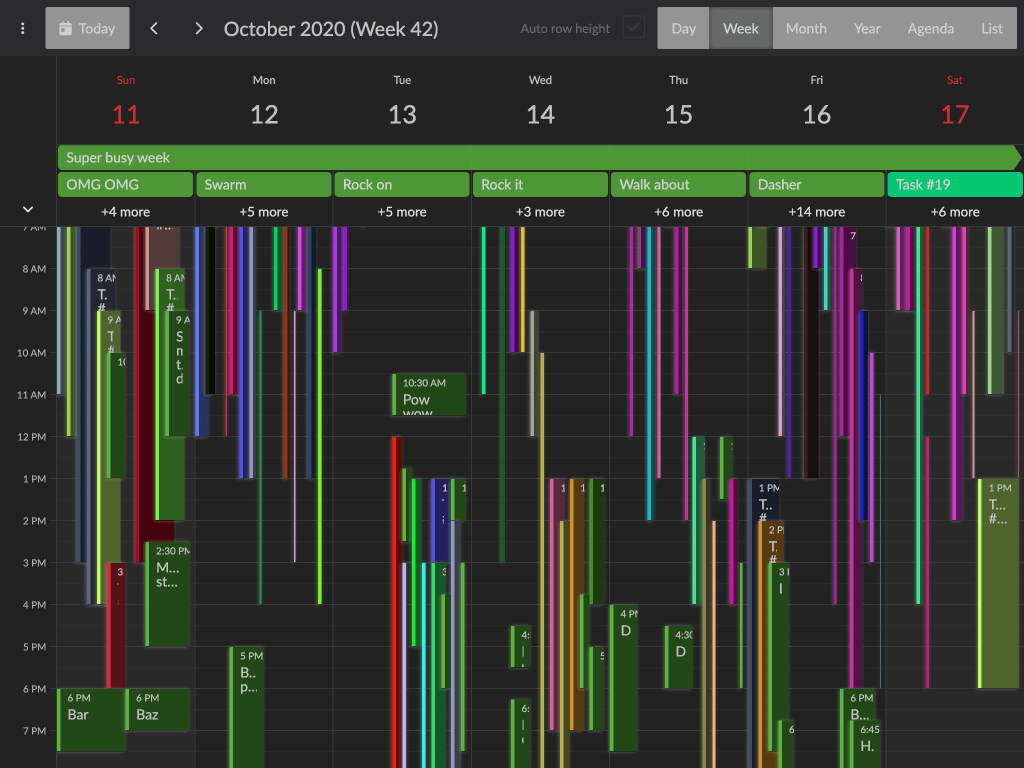 Today
October 2020 (Week 42)
Auto row height
Day
Week
Month
Year
Agenda
List
Sun
Mon
Tue
Wed
Thu
Fri
Sat
11
12
13
14
15
16
17
Super busy week
OMG OMG
Swarm
Rock on
Rock it
Walk about
Dasher
Task #19
+4 more
+5 more
+5 more
+3 more
+6 more
+14 more
+6 more
7 AM
8 AM
9 AM
10 AM
11 AM
12 PM
1 PM
2 PM
3 PM
4 PM
5 PM
6 PM
7 PM
8 AM
T.
#
8 AM
T.
#
9 A
T
#
9 A
S
n
t.
d
10
2:30 PM
M...
st...
3
6 PM
Bar
6 PM
Baz
5 PM
B..
p...
10:30 AM
Pow
wow
1
1
3
1
1
1
4:
5
6:
4 PM
D
4:30
D
7
8
1 PM
T..
#
2 P
T.
#
3
I
6 PM
B...
6:45
H.
6
1 PM
T...
#...